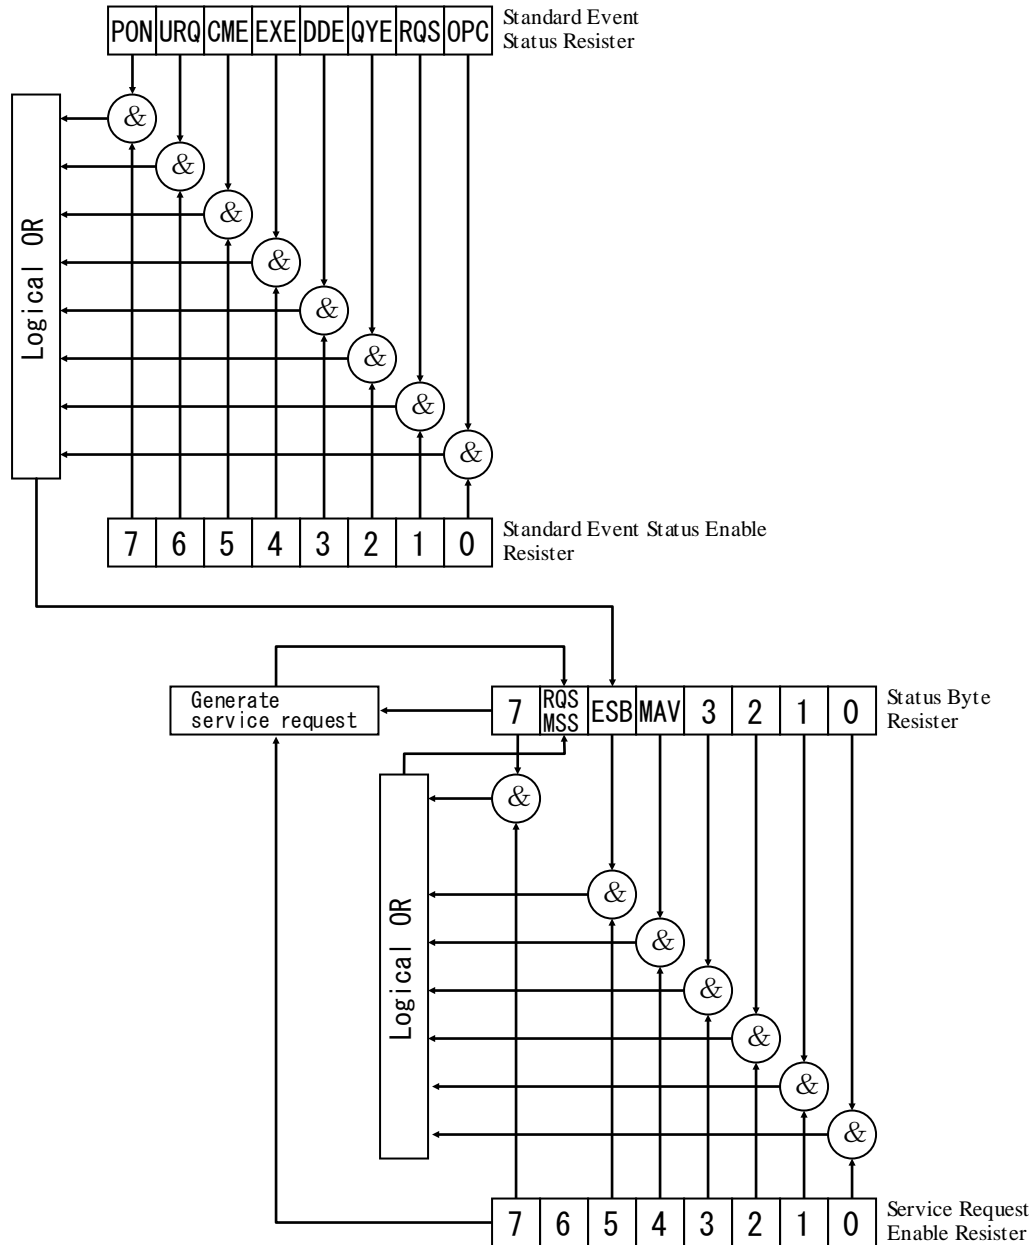 PON URQ CME EXE DDE QYE RQS OPC
Standard Event
Status Resister
&
&
&
&
&
&
&
&
Logical OR
7 6 5 4 3 2 1 0
Standard Event Status Enable
Resister
Generate
service request
7 RQS MSS ESB MAV 3 2 1 0
Status Byte
Resister
&
&
&
&
&
&
&
Logical OR
7 6 5 4 3 2 1 0
Service Request
Enable Resister